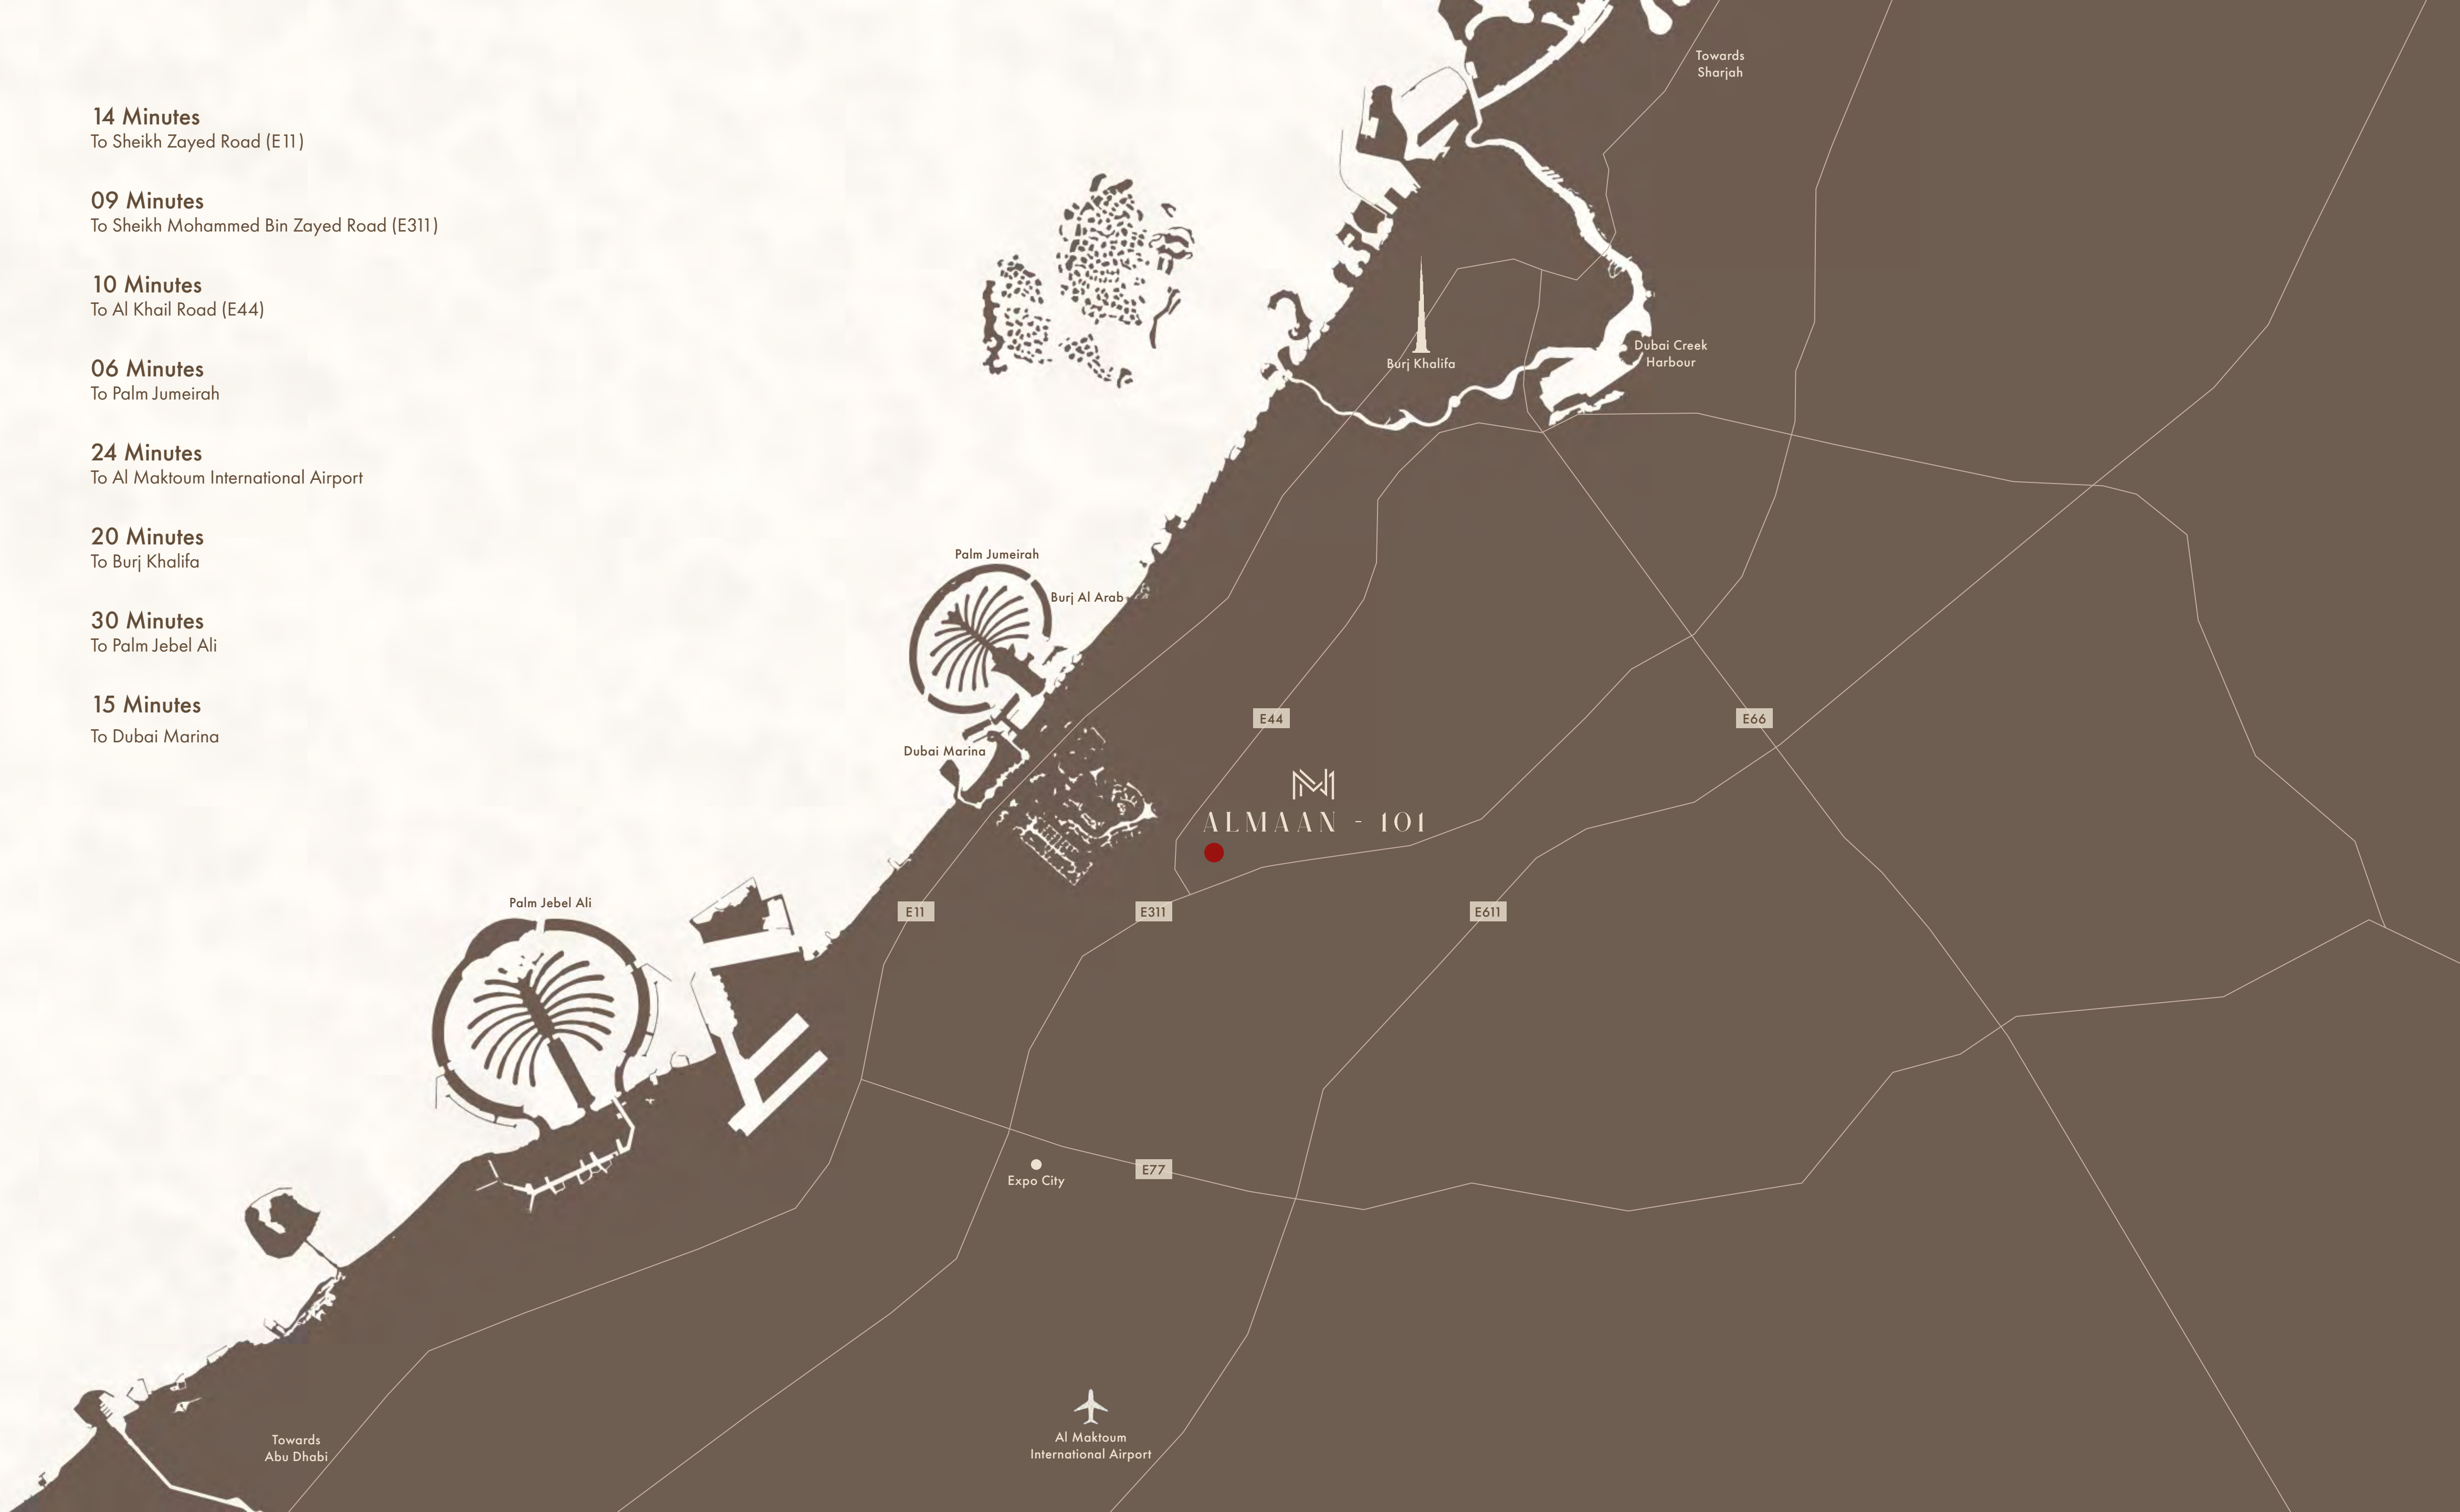 14 Minutes
To Sheikh Zayed Road (E11)
09 Minutes
To Sheikh Mohammed Bin Zayed Road (E311)
10 Minutes
To Al Khail Road (E44)
06 Minutes
To Palm Jumeirah
24 Minutes
To Al Maktoum International Airport
20 Minutes
To Burj Khalifa
30 Minutes
To Palm Jebel Ali
15 Minutes
To Dubai Marina
Towards
Sharjah
Burj Khalifa
Dubai Creek
Harbour
Palm Jumeirah
Burj Al Arab
Dubai Marina
E44
E66
ALMAAN - 101
Palm Jebel Ali
E11
E311
E611
E77
Expo City
Al Maktoum
International Airport
Towards
Abu Dhabi